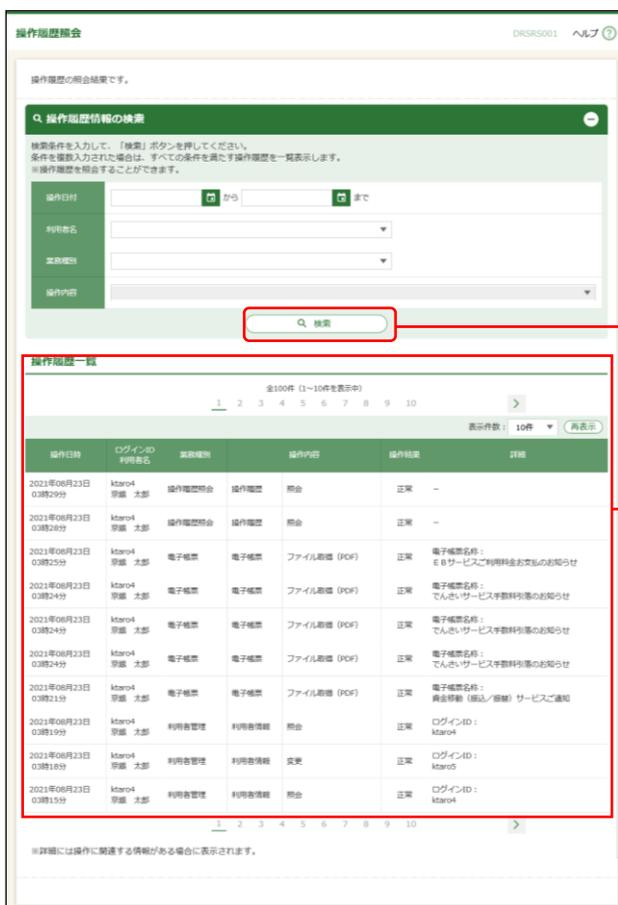 操作履歴照会
DRSRS001 ヘルプ ?
操作履歴の照会結果です。
操作履歴情報の検索
検索条件を入力して、「検索」ボタンを押してください。
条件を複数入力された場合は、すべての条件を満たす操作履歴を一覧表示します。
※操作履歴を照会することができます。
操作日付 から まで
利用者名
業務種別
操作内容
検索
操作履歴一覧
全100件(1~10件を表示中)
1 2 3 4 5 6 7 8 9 10 >
表示件数: 10件 再表示
操作日時 ログインID 利用者名 業務種別 操作内容 操作結果 詳細
2021年08月23日 03時29分 ktaro4 京銀 太郎 操作履歴照会 操作履歴 照会 正常 -
2021年08月23日 03時28分 ktaro4 京銀 太郎 操作履歴照会 操作履歴 照会 正常 -
2021年08月23日 03時25分 ktaro4 京銀 太郎 電子帳票 電子帳票 ファイル取得(PDF) 正常 電子帳票名称: EBサービスご利用料金お支払のお知らせ
2021年08月23日 03時24分 ktaro4 京銀 太郎 電子帳票 電子帳票 ファイル取得(PDF) 正常 電子帳票名称: でんさいサービス手数料引落のお知らせ
2021年08月23日 03時24分 ktaro4 京銀 太郎 電子帳票 電子帳票 ファイル取得(PDF) 正常 電子帳票名称: でんさいサービス手数料引落のお知らせ
2021年08月23日 03時24分 ktaro4 京銀 太郎 電子帳票 電子帳票 ファイル取得(PDF) 正常 電子帳票名称: でんさいサービス手数料引落のお知らせ
2021年08月23日 03時21分 ktaro4 京銀 太郎 電子帳票 電子帳票 ファイル取得(PDF) 正常 電子帳票名称: 資金移動(振込/振替)サービスご通知
2021年08月23日 03時19分 ktaro4 京銀 太郎 利用者管理 利用者情報 照会 正常 ログインID: ktaro4
2021年08月23日 03時18分 ktaro4 京銀 太郎 利用者管理 利用者情報 変更 正常 ログインID: ktaro5
2021年08月23日 03時15分 ktaro4 京銀 太郎 利用者管理 利用者情報 照会 正常 ログインID: ktaro4
1 2 3 4 5 6 7 8 9 10 >
※詳細には操作に関連する情報がある場合に表示されます。